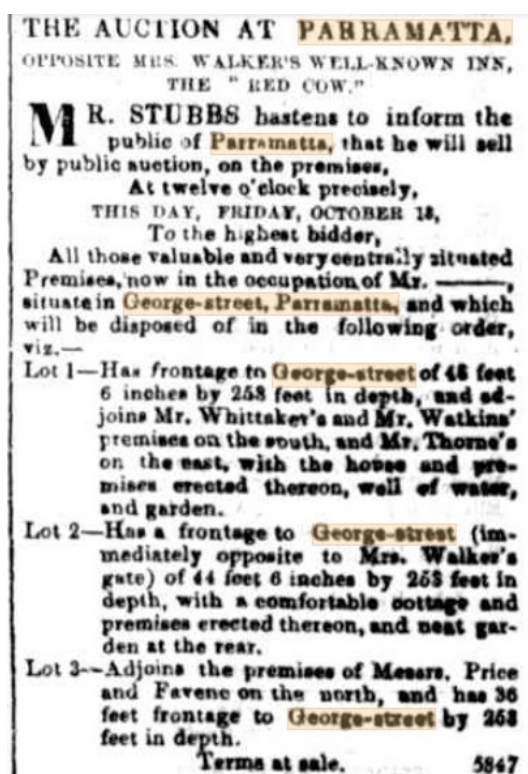 THE AUCTION AT PARRAMATTA,
OPPOSITE MRS. WALKER'S WELL-KNOWN INN,
THE "RED COW."
MR. STUBBS hastens to inform the
public of Parramatta, that he will sell
by public auction, on the premises,
At twelve o'clock precisely,
THIS DAY, FRIDAY, OCTOBER 18,
To the highest bidder,
All those valuable and very centrally situated
Premises, now in the occupation of Mr. ———,
situate in George-street, Parramatta, and which
will be disposed of in the following order,
viz.—
Lot 1—Has frontage to George-street of feet
6 inches by 253 feet in depth, and ad-
joins Mr. Whittaker's and Mr. Watkins'
premises on the south, and Mr. Thorne's
on the east, with the house and pre-
mises erected thereon, well of water,
and garden.
Lot 2—Has a frontage to George-street (im-
mediately opposite to Mrs. Walker's
gate) of 44 feet 6 inches by 253 feet in
depth, with a comfortable cottage and
premises erected thereon, and neat gar-
den at the rear.
Lot 3—Adjoins the premises of Messrs. Price
and Favenc on the north, and has 36
feet frontage to George-street by 253
feet in depth.
Terms at sale. 5847